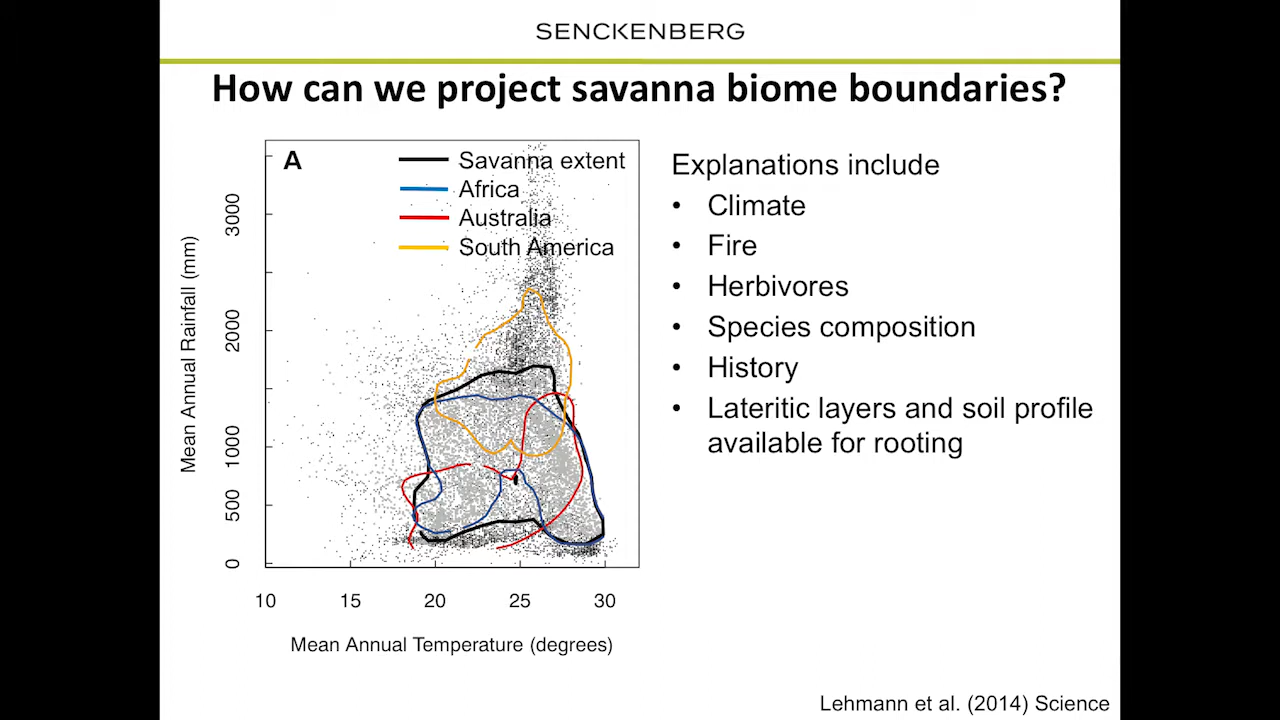 SENCKENBERG
How can we project savanna biome boundaries?
A
Savanna extent
Africa
Australia
South America
Mean Annual Rainfall (mm)
3000
2000
1000
500
0
10 15 20 25 30
Mean Annual Temperature (degrees)
Explanations include
• Climate
• Fire
• Herbivores
• Species composition
• History
• Lateritic layers and soil profile
available for rooting
Lehmann et al. (2014) Science